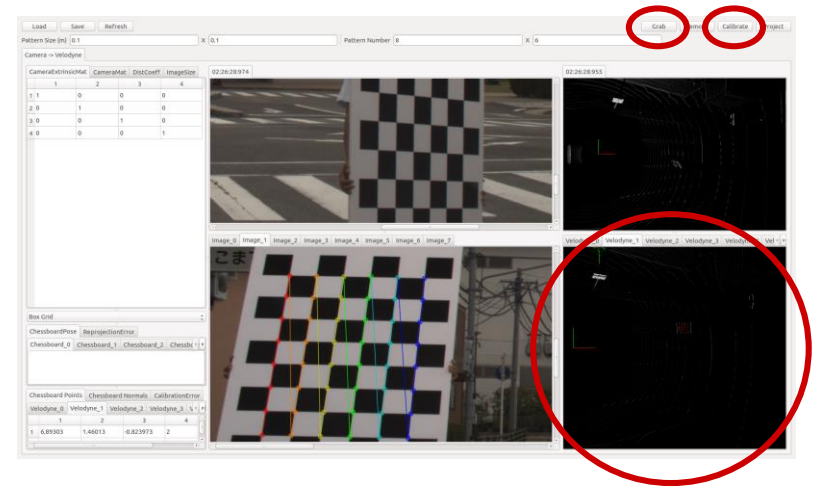 Load Save Refresh Grab Calibrate Project
Pattern Size (m) 0.1 X 0.1 Pattern Number 8 X 6
Camera -> Velodyne
CameraExtrinsicMat CameraMat DistCoeff ImageSize
02:26:28:974
02:26:28:955
1 2 3 4
1 1 0 0 0
2 0 1 0 0
3 0 0 1 0
4 0 0 0 1
Image_0 Image_1 Image_2 Image_3 Image_4 Image_5 Image_6 Image_7
Velodyne_1 Velodyne_2 Velodyne_3 Vel
こま
Box Grid
ChessboardPose ReprojectionError
Chessboard_0 Chessboard_1 Chessboard_2 Chessbo
Chessboard Points Chessboard Normals CalibrationError
Velodyne_0 Velodyne_1 Velodyne_2 Velodyne_3
1 2 3 4
1 6.89303 1.46013 -0.823973 2